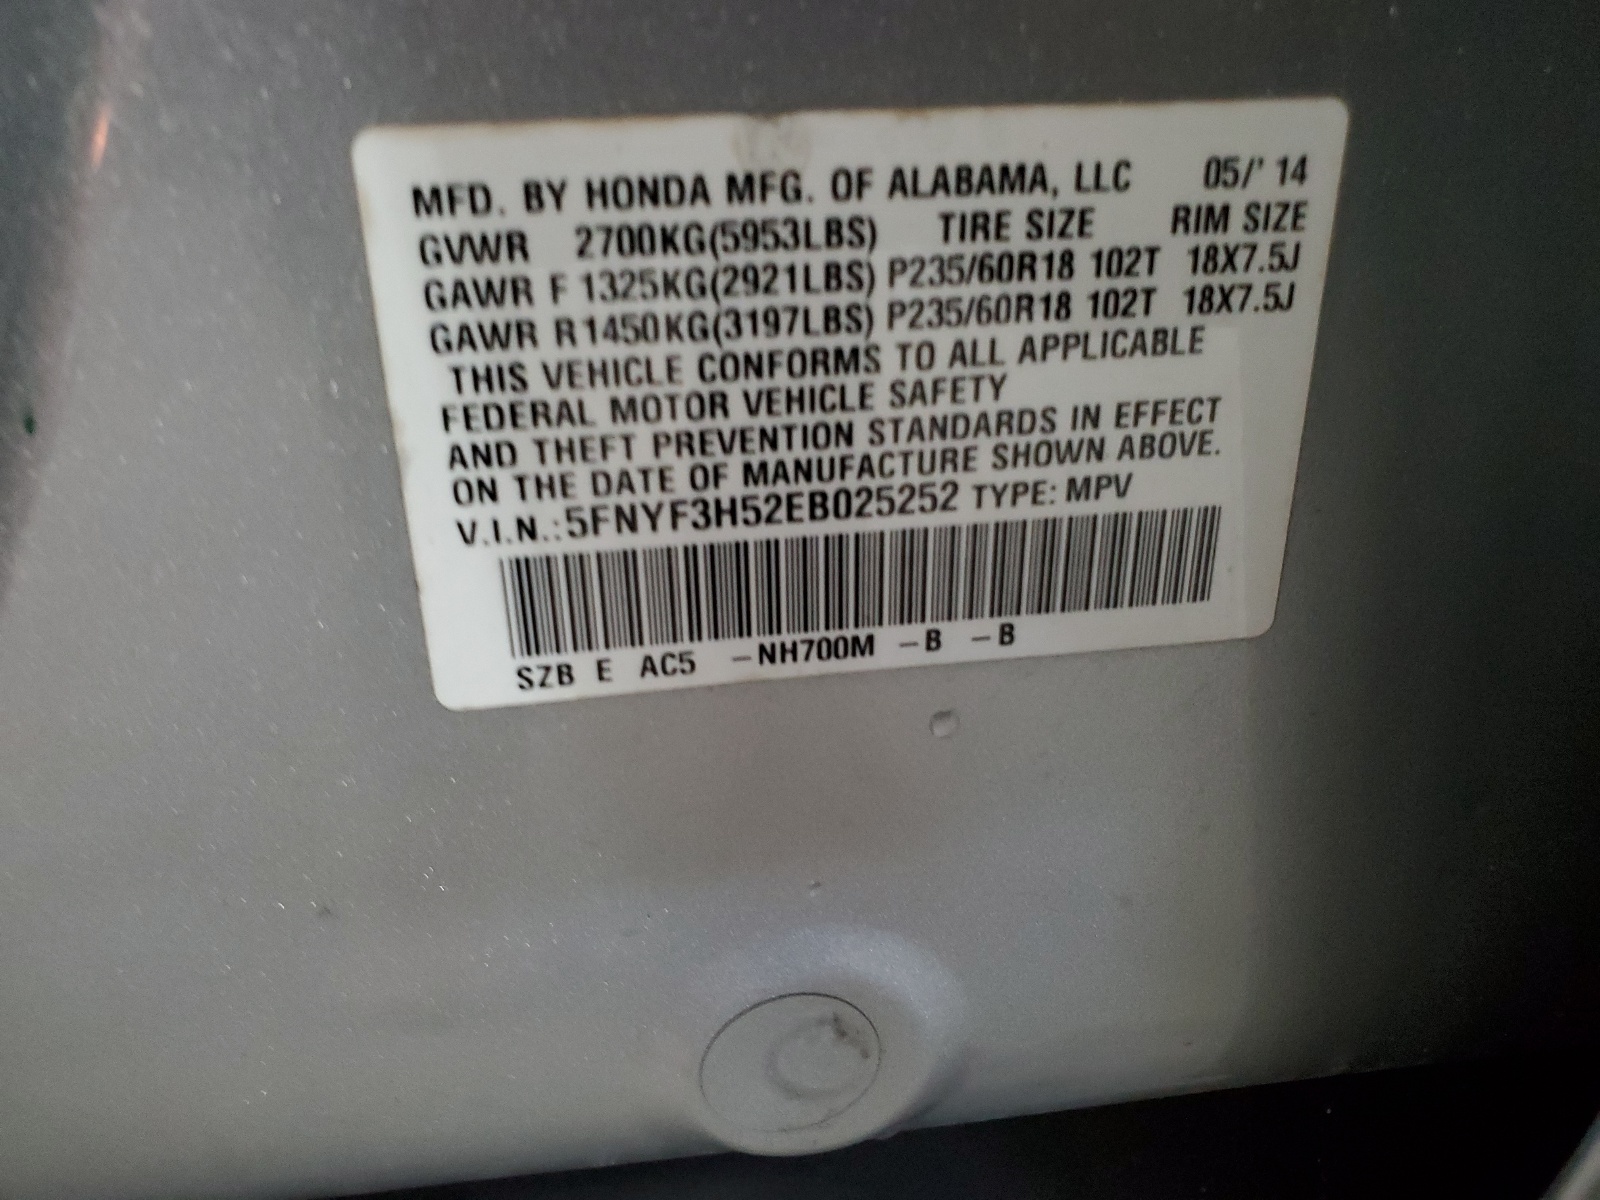 MFD. BY HONDA MFG. OF ALABAMA, LLC 05/' 14
GVWR 2700KG(5953LBS) TIRE SIZE RIM SIZE
GAWR F 1325KG(2921LBS) P235/60R18 102T 18X7.5J
GAWR R1450KG(3197LBS) P235/60R18 102T 18X7.5J
THIS VEHICLE CONFORMS TO ALL APPLICABLE
FEDERAL MOTOR VEHICLE SAFETY
AND THEFT PREVENTION STANDARDS IN EFFECT
ON THE DATE OF MANUFACTURE SHOWN ABOVE.
V.I.N.:5FNYF3H52EB025252 TYPE: MPV
SZB E AC5 –NH700M –B –B